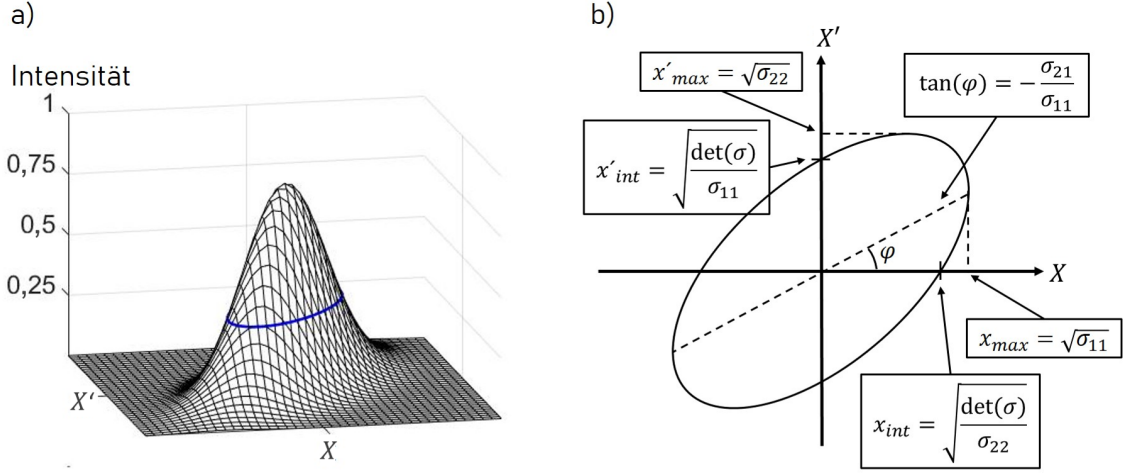 a)
Intensität
1
0,75
0,5
0,25
X‘
X
b)
X′
x′max = √σ22
tan(φ) = − σ21 / σ11
x′int = √(det(σ) / σ11)
φ
X
xmax = √σ11
xint = √(det(σ) / σ22)